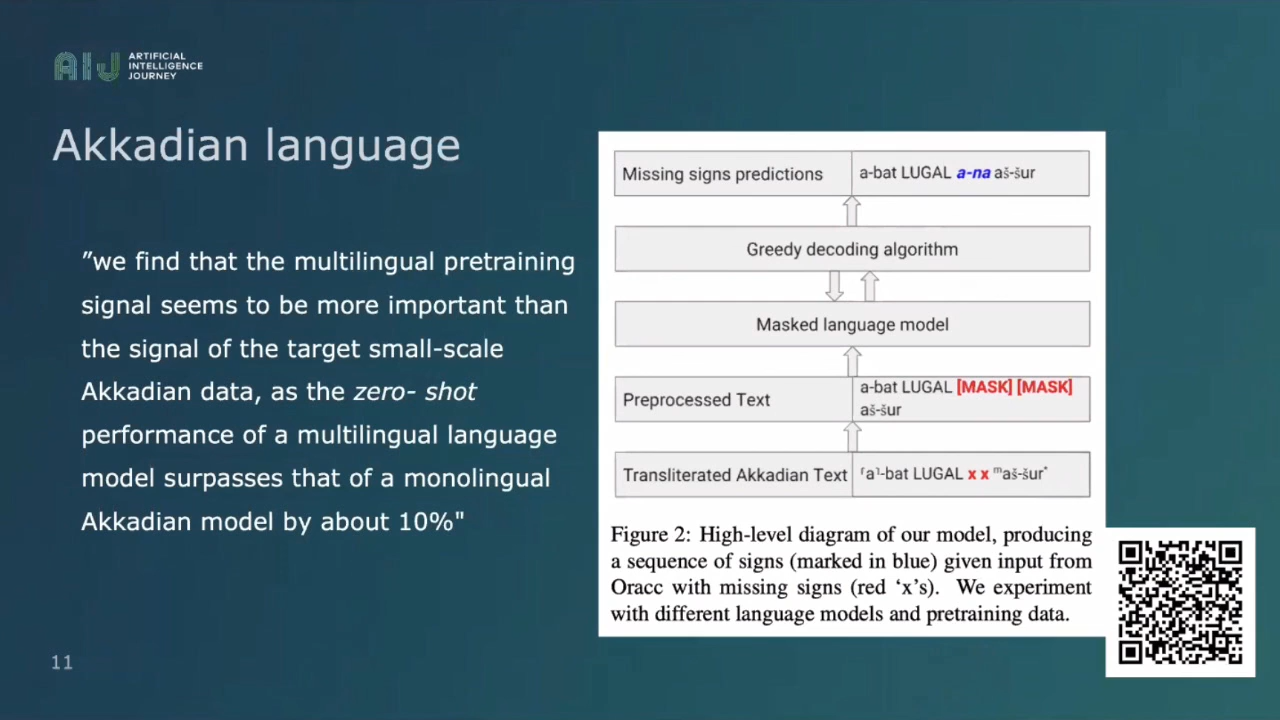 AIJ ARTIFICIAL
INTELLIGENCE
JOURNEY
Akkadian language
”we find that the multilingual pretraining
signal seems to be more important than
the signal of the target small-scale
Akkadian data, as the zero- shot
performance of a multilingual language
model surpasses that of a monolingual
Akkadian model by about 10%"
11
Missing signs predictions a-bat LUGAL a-na aš-šur
Greedy decoding algorithm
Masked language model
Preprocessed Text a-bat LUGAL [MASK] [MASK]
aš-šur
Transliterated Akkadian Text ⸢a⸣-bat LUGAL x x ᵐaš-šur*
Figure 2: High-level diagram of our model, producing
a sequence of signs (marked in blue) given input from
Oracc with missing signs (red ‘x’s). We experiment
with different language models and pretraining data.